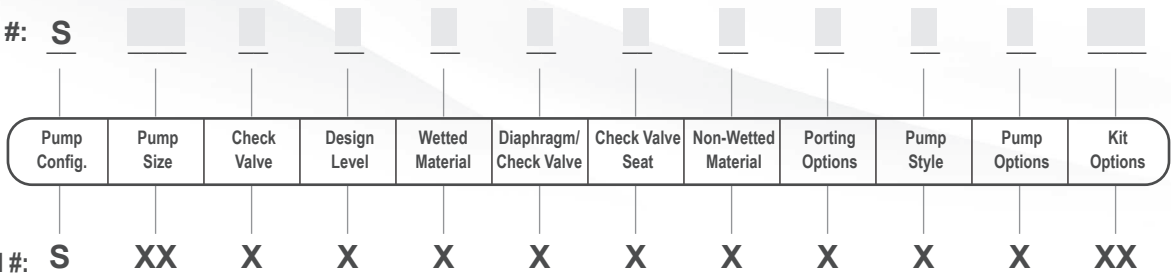 #: S
Pump Config. Pump Size Check Valve Design Level Wetted Material Diaphragm/ Check Valve Check Valve Seat Non-Wetted Material Porting Options Pump Style Pump Options Kit Options
#: S XX X X X X X X X X X XX